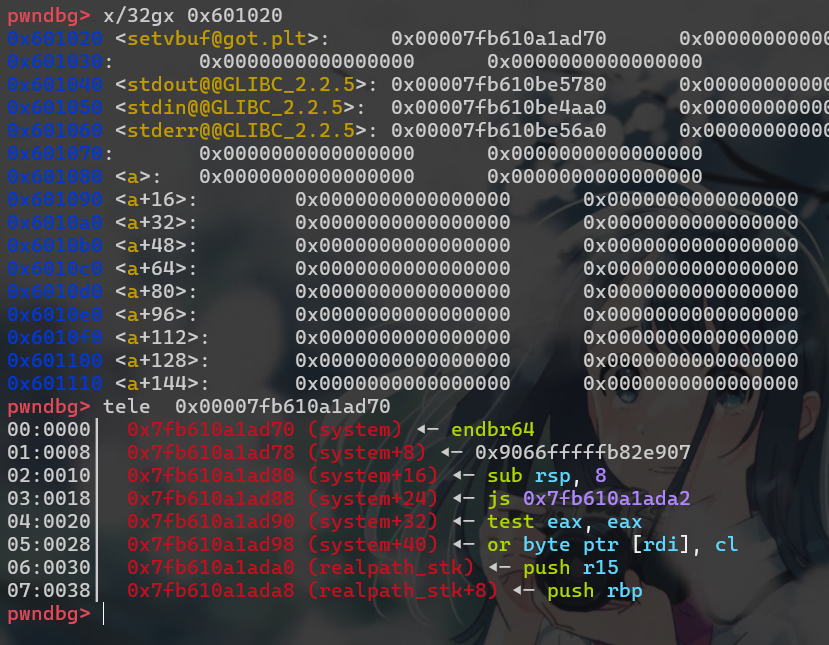 pwndbg> x/32gx 0x601020
0x601020 <setvbuf@got.plt>: 0x00007fb610a1ad70 0x00000000000
0x601030: 0x0000000000000000 0x0000000000000000
0x601040 <stdout@@GLIBC_2.2.5>: 0x00007fb610be5780 0x00000000000
0x601050 <stdin@@GLIBC_2.2.5>: 0x00007fb610be4aa0 0x00000000000
0x601060 <stderr@@GLIBC_2.2.5>: 0x00007fb610be56a0 0x00000000000
0x601070: 0x0000000000000000 0x0000000000000000
0x601080 <a>: 0x0000000000000000 0x0000000000000000
0x601090 <a+16>: 0x0000000000000000 0x0000000000000000
0x6010a0 <a+32>: 0x0000000000000000 0x0000000000000000
0x6010b0 <a+48>: 0x0000000000000000 0x0000000000000000
0x6010c0 <a+64>: 0x0000000000000000 0x0000000000000000
0x6010d0 <a+80>: 0x0000000000000000 0x0000000000000000
0x6010e0 <a+96>: 0x0000000000000000 0x0000000000000000
0x6010f0 <a+112>: 0x0000000000000000 0x0000000000000000
0x601100 <a+128>: 0x0000000000000000 0x0000000000000000
0x601110 <a+144>: 0x0000000000000000 0x0000000000000000
pwndbg> tele 0x00007fb610a1ad70
00:0000│ 0x7fb610a1ad70 (system) ◂— endbr64
01:0008│ 0x7fb610a1ad78 (system+8) ◂— 0x9066fffffb82e907
02:0010│ 0x7fb610a1ad80 (system+16) ◂— sub rsp, 8
03:0018│ 0x7fb610a1ad88 (system+24) ◂— js 0x7fb610a1ada2
04:0020│ 0x7fb610a1ad90 (system+32) ◂— test eax, eax
05:0028│ 0x7fb610a1ad98 (system+40) ◂— or byte ptr [rdi], cl
06:0030│ 0x7fb610a1ada0 (realpath_stk) ◂— push r15
07:0038│ 0x7fb610a1ada8 (realpath_stk+8) ◂— push rbp
pwndbg>